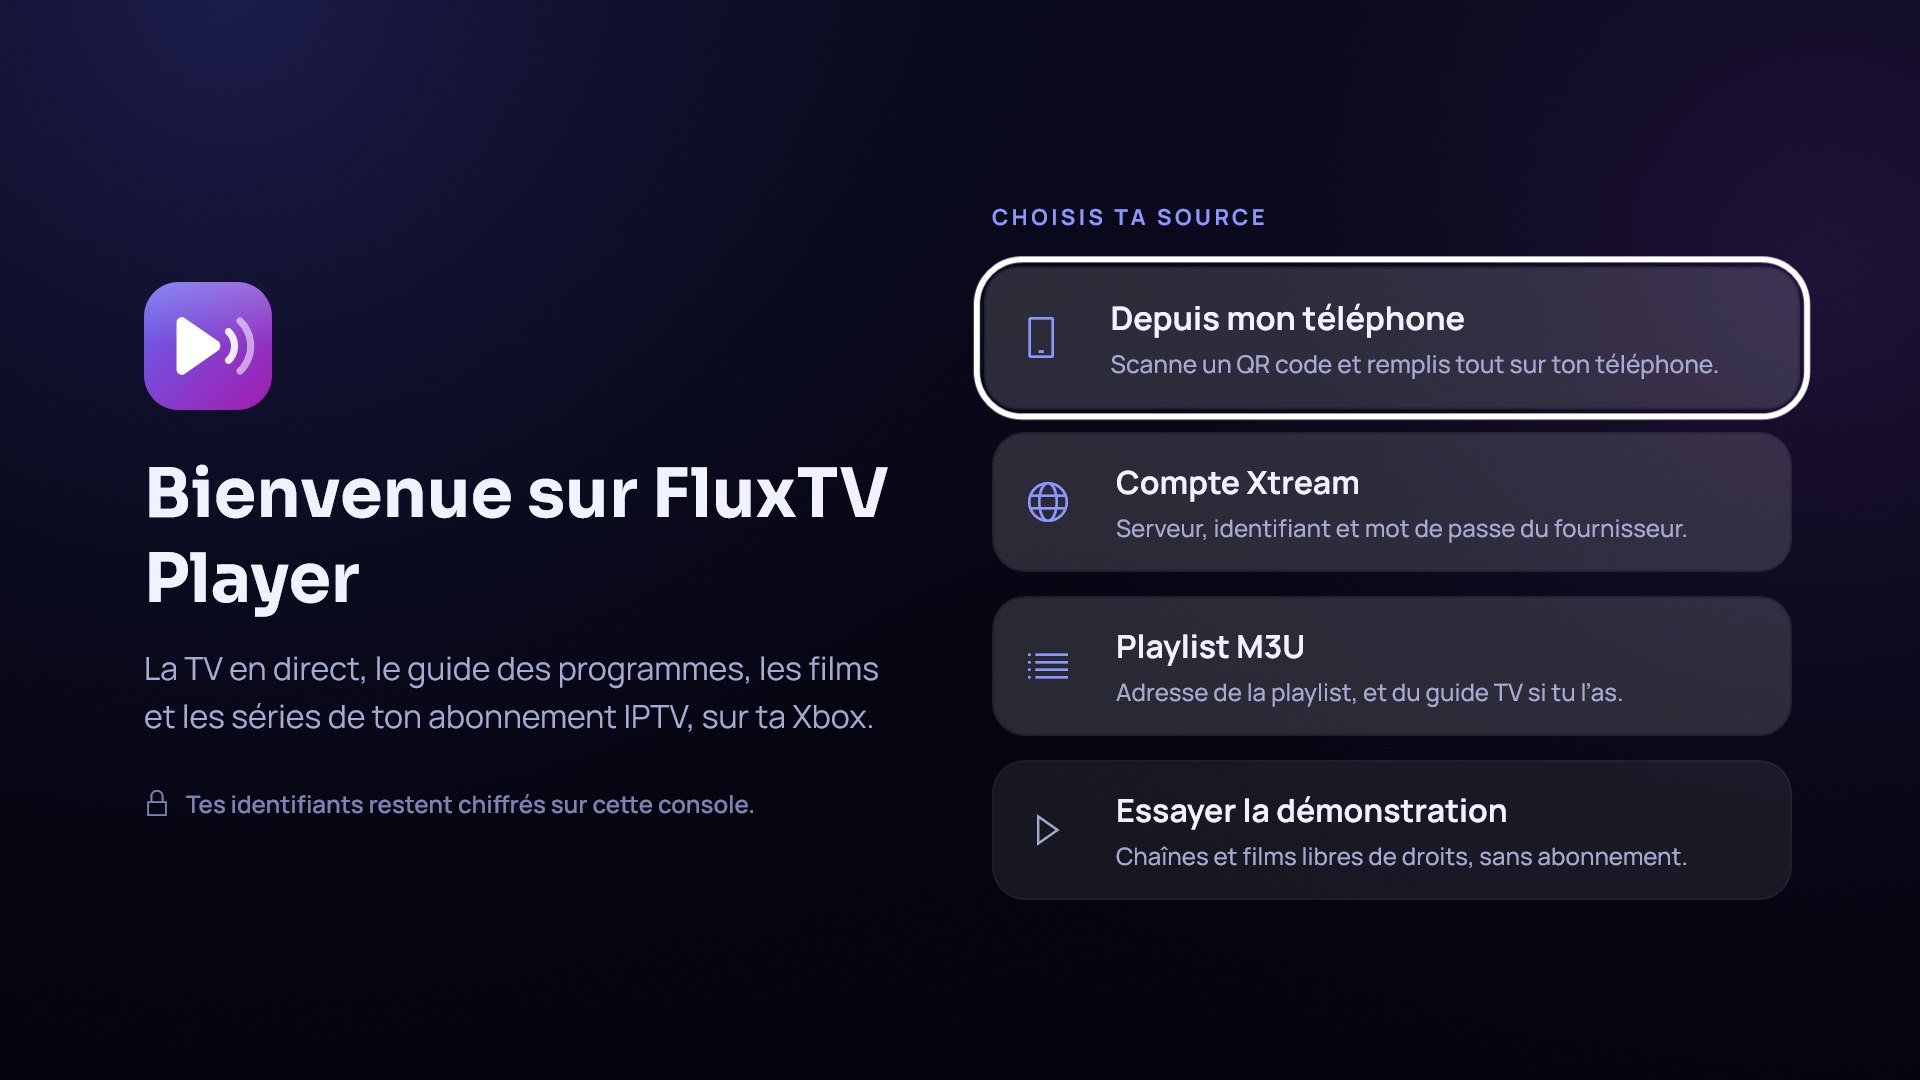 Bienvenue sur FluxTV
Player
La TV en direct, le guide des programmes, les films
et les séries de ton abonnement IPTV, sur ta Xbox.
Tes identifiants restent chiffrés sur cette console.
CHOISIS TA SOURCE
Depuis mon téléphone
Scanne un QR code et remplis tout sur ton téléphone.
Compte Xtream
Serveur, identifiant et mot de passe du fournisseur.
Playlist M3U
Adresse de la playlist, et du guide TV si tu l’as.
Essayer la démonstration
Chaînes et films libres de droits, sans abonnement.